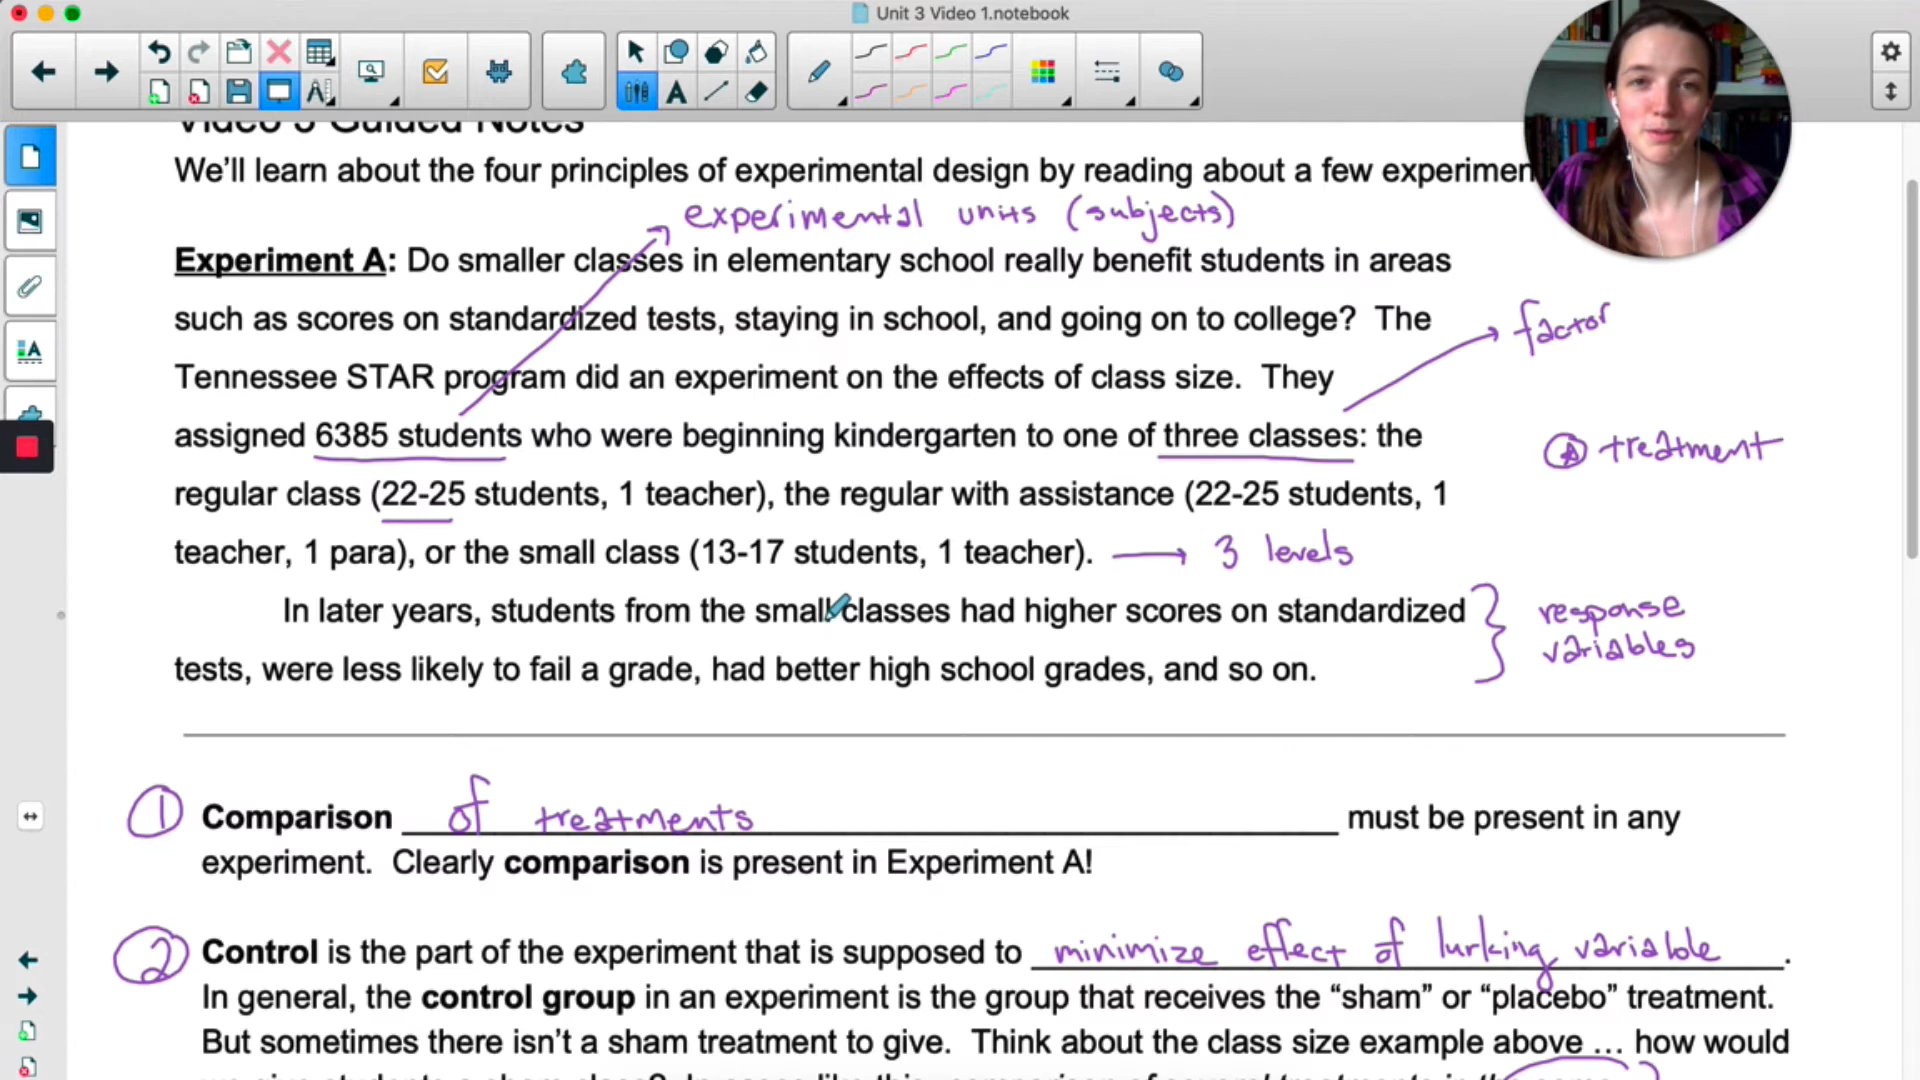 Unit 3 Video 1.notebook
Video 3 Guided Notes
We'll learn about the four principles of experimental design by reading about a few experimen
experimental units (subjects)
Experiment A: Do smaller classes in elementary school really benefit students in areas
such as scores on standardized tests, staying in school, and going on to college? The
factor
Tennessee STAR program did an experiment on the effects of class size. They
assigned 6385 students who were beginning kindergarten to one of three classes: the
A treatment
regular class (22-25 students, 1 teacher), the regular with assistance (22-25 students, 1
teacher, 1 para), or the small class (13-17 students, 1 teacher). → 3 levels
In later years, students from the small classes had higher scores on standardized
tests, were less likely to fail a grade, had better high school grades, and so on.
response
variables
1 Comparison of treatments must be present in any
experiment. Clearly comparison is present in Experiment A!
2 Control is the part of the experiment that is supposed to minimize effect of lurking variable.
In general, the control group in an experiment is the group that receives the “sham” or “placebo” treatment.
But sometimes there isn't a sham treatment to give. Think about the class size example above … how would